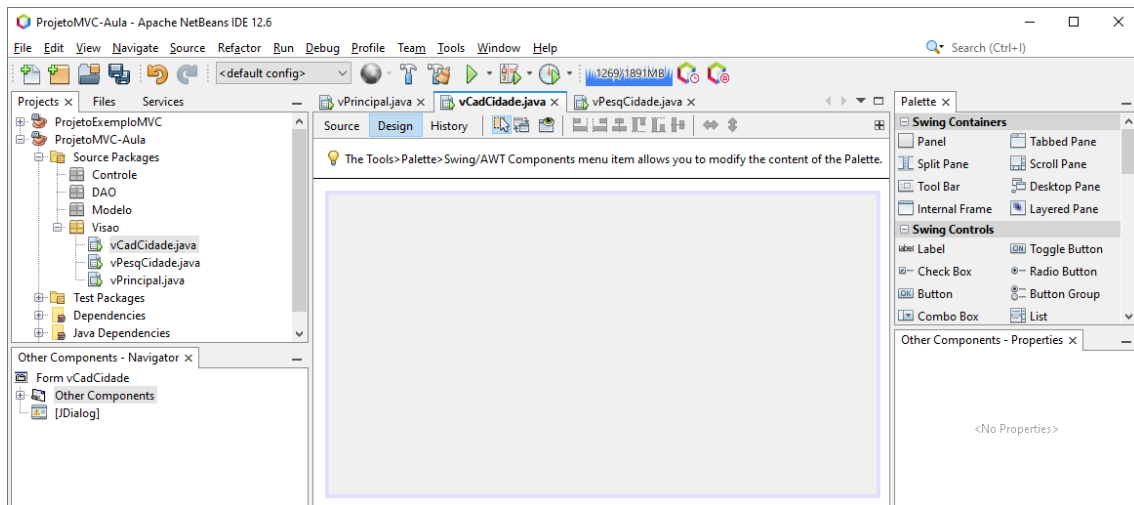 ProjetoMVC-Aula - Apache NetBeans IDE 12.6
File Edit View Navigate Source Refactor Run Debug Profile Team Tools Window Help
Search (Ctrl+I)
<default config>
1269/1891MB
Projects Files Services
ProjetoExemploMVC
ProjetoMVC-Aula
Source Packages
Controle
DAO
Modelo
Visao
vCadCidade.java
vPesqCidade.java
vPrincipal.java
Test Packages
Dependencies
Java Dependencies
Other Components - Navigator
Form vCadCidade
Other Components
[JDialog]
vPrincipal.java vCadCidade.java vPesqCidade.java
Source Design History
The Tools>Palette>Swing/AWT Components menu item allows you to modify the content of the Palette.
Palette
Swing Containers
Panel Tabbed Pane
Split Pane Scroll Pane
Tool Bar Desktop Pane
Internal Frame Layered Pane
Swing Controls
label Label ON Toggle Button
Check Box Radio Button
OK Button Button Group
Combo Box List
Other Components - Properties
<No Properties>